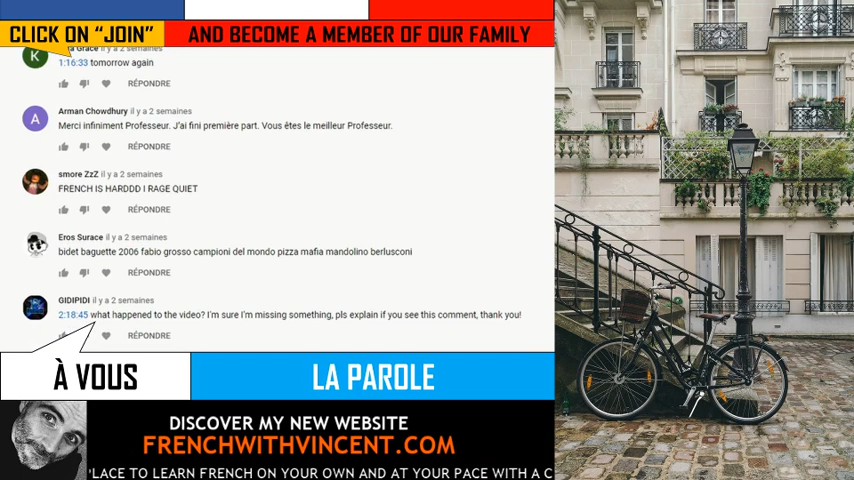 CLICK ON “JOIN” AND BECOME A MEMBER OF OUR FAMILY
K Grace il y a 2 semaines
1:16:33 tomorrow again
RÉPONDRE
A Arman Chowdhury il y a 2 semaines
Merci infiniment Professeur. J'ai fini première part. Vous êtes le meilleur Professeur.
RÉPONDRE
smore ZzZ il y a 2 semaines
FRENCH IS HARDDD I RAGE QUIET
RÉPONDRE
Eros Surace il y a 2 semaines
bidet baguette 2006 fabio grosso campioni del mondo pizza mafia mandolino berlusconi
RÉPONDRE
GIDIPIDI il y a 2 semaines
2:18:45 what happened to the video? I'm sure I'm missing something, pls explain if you see this comment, thank you!
RÉPONDRE
À VOUS LA PAROLE
DISCOVER MY NEW WEBSITE
FRENCHWITHVINCENT.COM
PLACE TO LEARN FRENCH ON YOUR OWN AND AT YOUR PACE WITH A C